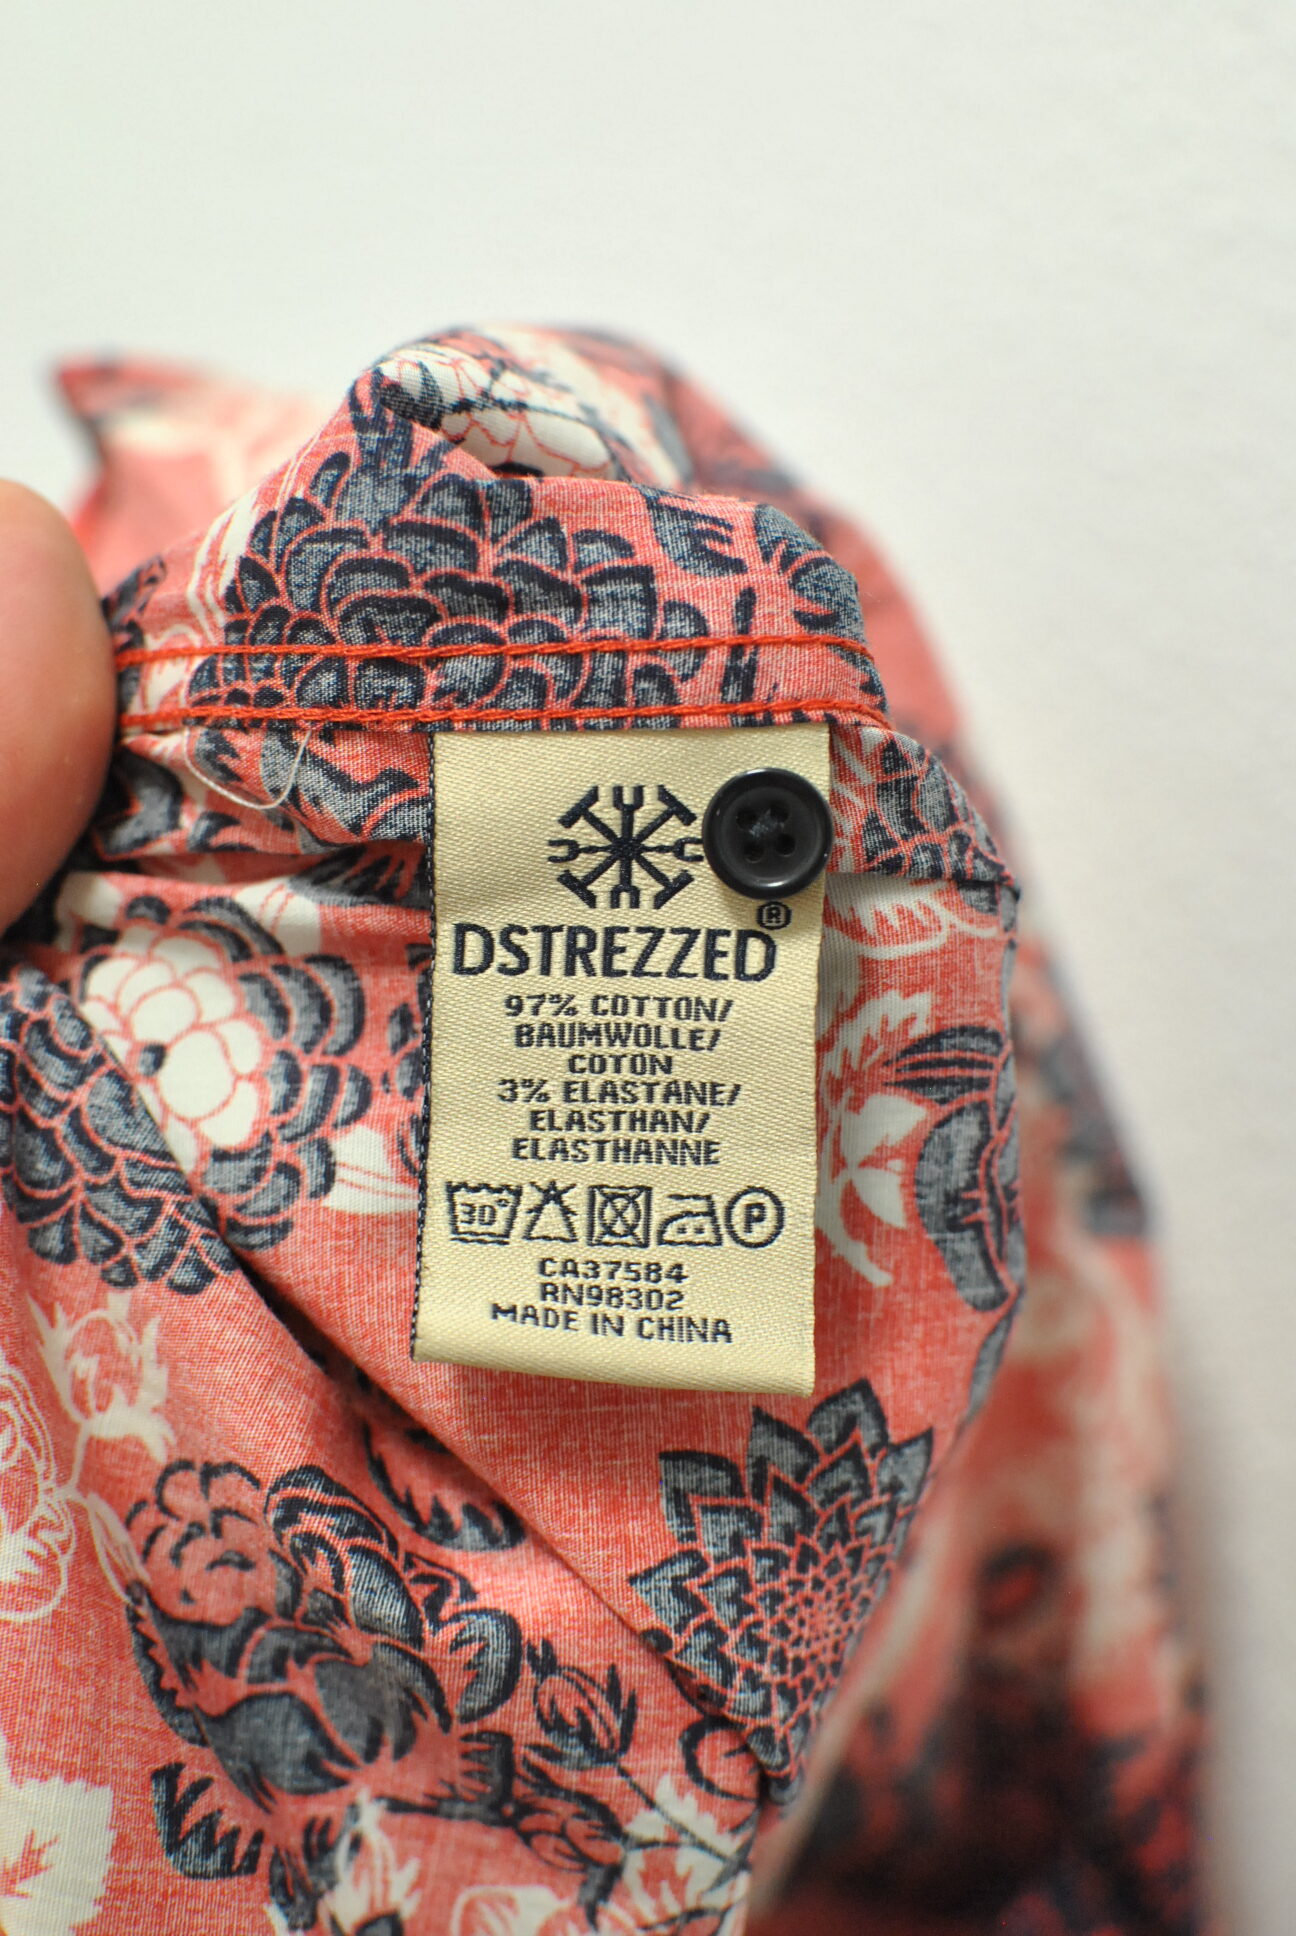 ®
DSTREZZED
97% COTTON/
BAUMWOLLE/
COTON
3% ELASTANE/
ELASTHAN/
ELASTHANNE
30° P
CA37584
RN98302
MADE IN CHINA